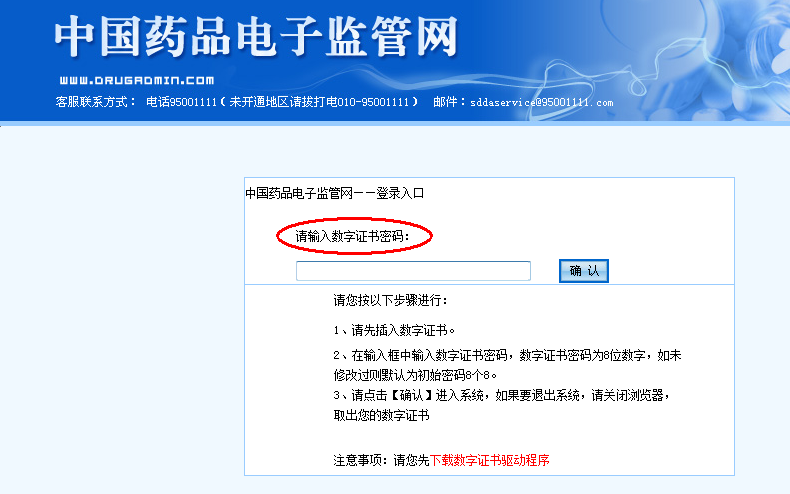 中国药品电子监管网
WWW.DRUGADMIN.COM
客服联系方式： 电话95001111（未开通地区请拔打电010-95001111） 邮件：sddaservice@95001111.com
中国药品电子监管网——登录入口
请输入数字证书密码：
确 认
请您按以下步骤进行：
1、请先插入数字证书。
2、在输入框中输入数字证书密码，数字证书密码为8位数字，如未
修改过则默认为初始密码8个8。
3、请点击【确认】进入系统，如果要退出系统，请关闭浏览器，
取出您的数字证书
注意事项：请您先下载数字证书驱动程序